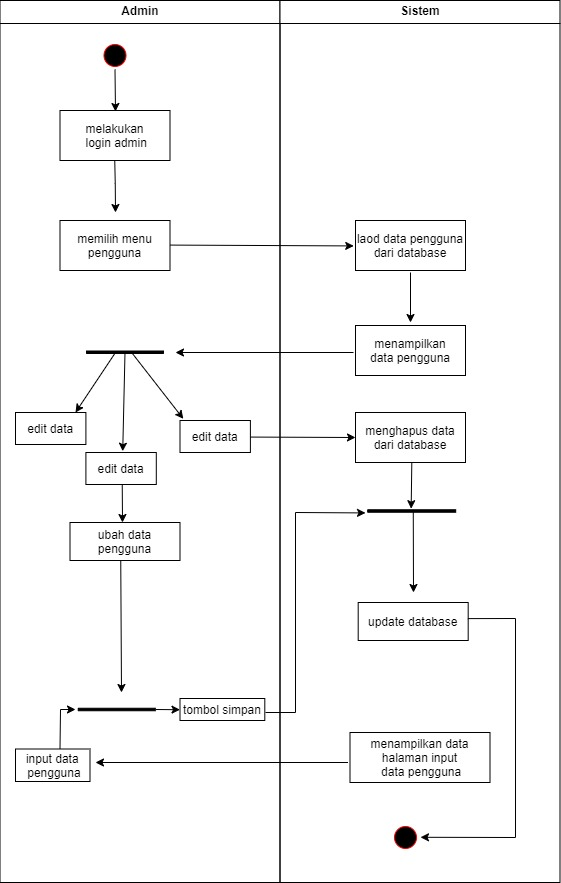 Admin
Sistem
melakukan
login admin
memilih menu
pengguna
laod data pengguna
dari database
menampilkan
data pengguna
edit data
edit data
edit data
menghapus data
dari database
ubah data
pengguna
update database
tombol simpan
input data
pengguna
menampilkan data
halaman input
data pengguna